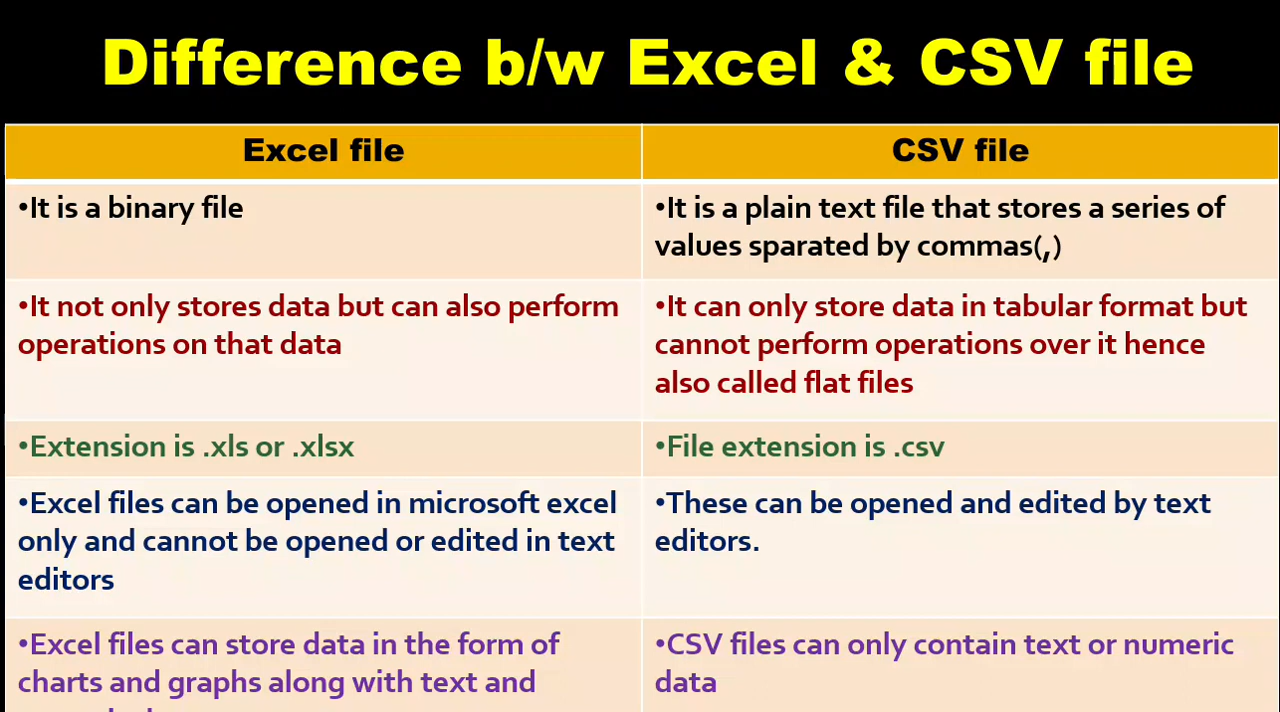 Difference b/w Excel & CSV file
Excel file
CSV file
•It is a binary file
•It is a plain text file that stores a series of
values sparated by commas(,)
•It not only stores data but can also perform
operations on that data
•It can only store data in tabular format but
cannot perform operations over it hence
also called flat files
•Extension is .xls or .xlsx
•File extension is .csv
•Excel files can be opened in microsoft excel
only and cannot be opened or edited in text
editors
•These can be opened and edited by text
editors.
•Excel files can store data in the form of
charts and graphs along with text and
•CSV files can only contain text or numeric
data